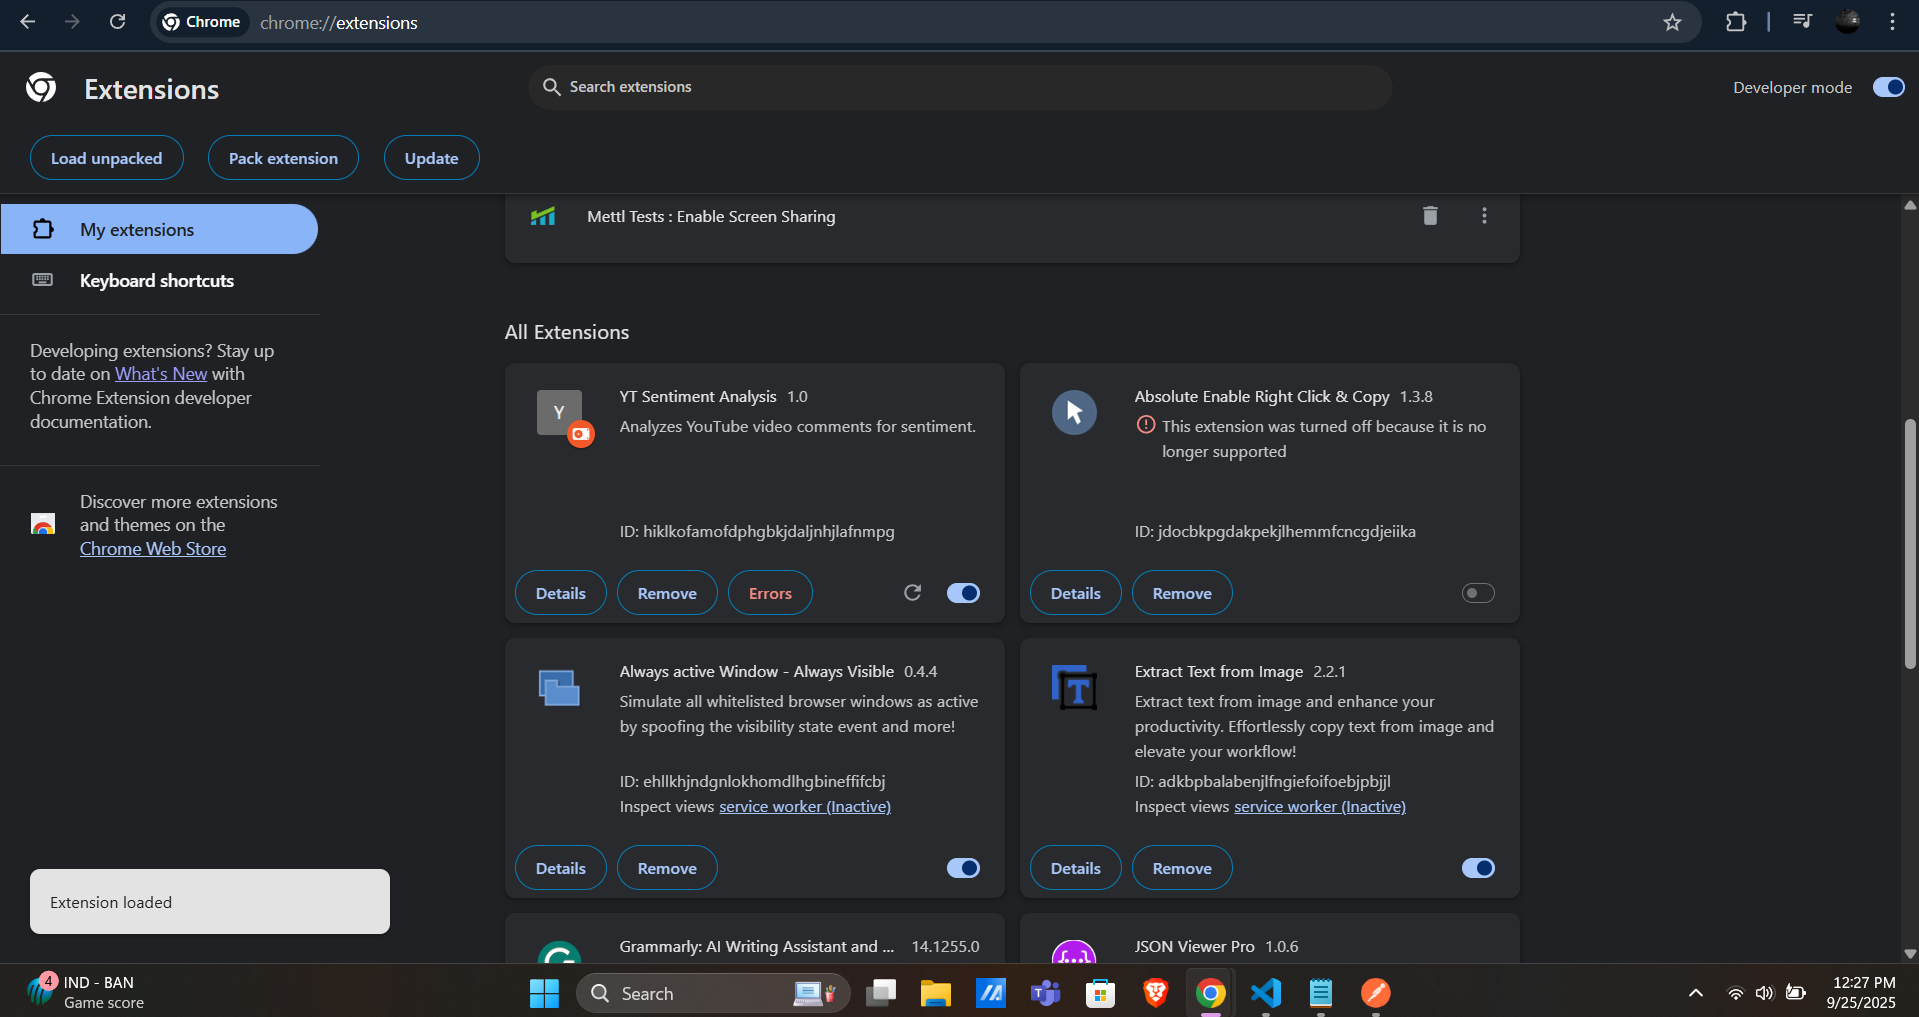 Chrome
chrome://extensions
Extensions
Search extensions
Developer mode
Load unpacked
Pack extension
Update
My extensions
Keyboard shortcuts
Developing extensions? Stay up
to date on What's New with
Chrome Extension developer
documentation.
Discover more extensions
and themes on the
Chrome Web Store
Mettl Tests : Enable Screen Sharing
All Extensions
Y
YT Sentiment Analysis 1.0
Analyzes YouTube video comments for sentiment.
ID: hiklkofamofdphgbkjdaljnhjlafnmpg
Details
Remove
Errors
Absolute Enable Right Click & Copy 1.3.8
This extension was turned off because it is no
longer supported
ID: jdocbkpgdakpekjlhemmfcncgdjeiika
Details
Remove
Always active Window - Always Visible 0.4.4
Simulate all whitelisted browser windows as active
by spoofing the visibility state event and more!
ID: ehllkhjndgnlokhomdlhgbineffifcbj
Inspect views service worker (Inactive)
Details
Remove
T
Extract Text from Image 2.2.1
Extract text from image and enhance your
productivity. Effortlessly copy text from image and
elevate your workflow!
ID: adkbpbalabenjlfngiefoifoebjpbjjl
Inspect views service worker (Inactive)
Details
Remove
Grammarly: AI Writing Assistant and ... 14.1255.0
JSON Viewer Pro 1.0.6
Extension loaded
4
IND - BAN
Game score
Search
12:27 PM
9/25/2025